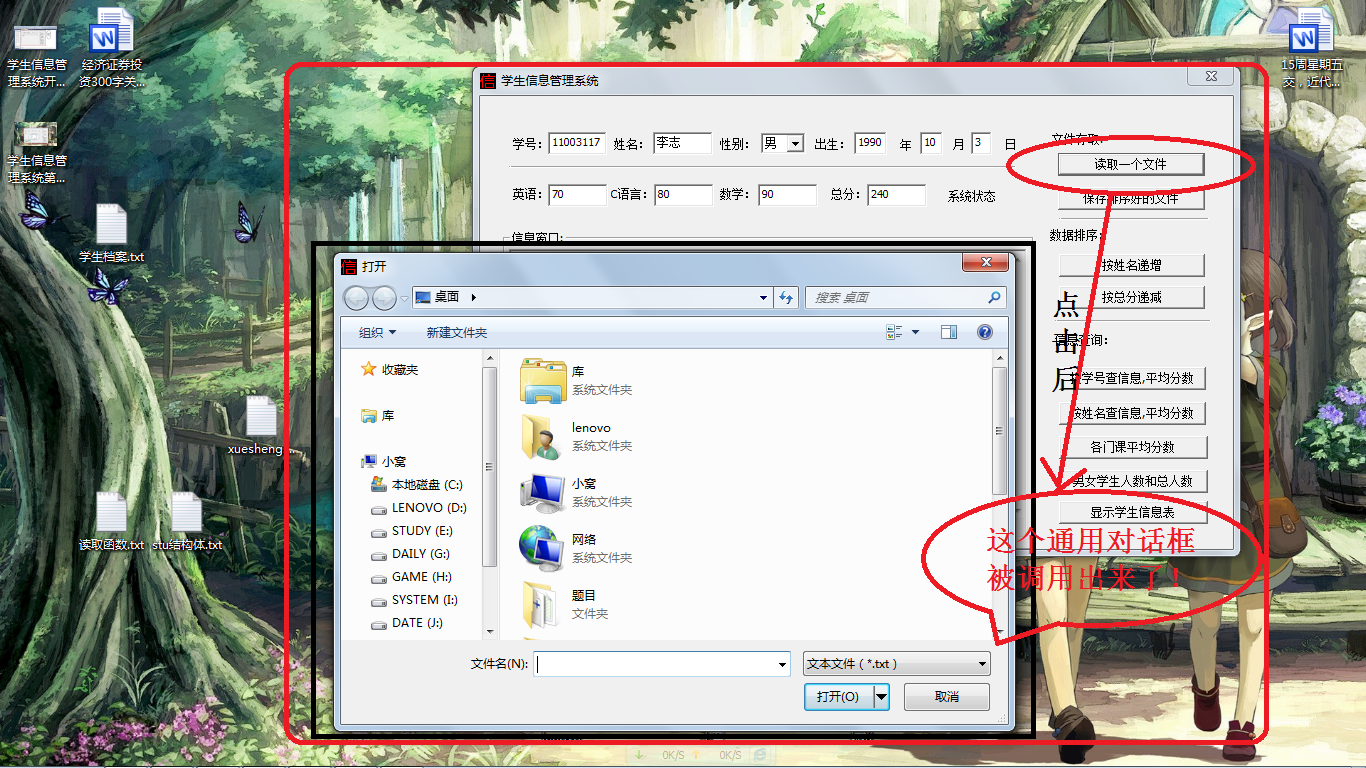 学生信息管
理系统开...
经济证券投
资300字关...
15周星期五
交，近代...
学生信息管
理系统第...
学生档案.txt
xuesheng...
读取函数.txt
stu结构体.txt
信 学生信息管理系统
学号: 11003117 姓名: 李志 性别: 男 出生: 1990 年 10 月 3 日
英语: 70 C语言: 80 数学: 90 总分: 240 系统状态
信息窗口:
文件存取:
读取一个文件
保存排序好的文件
数据排序:
按姓名递增
按总分递减
查询:
学号查信息,平均分数
按姓名查信息,平均分数
各门课平均分数
男女学生人数和总人数
显示学生信息表
点
击
后
这个通用对话框
被调用出来了!
信 打开
桌面
搜索 桌面
组织
新建文件夹
收藏夹
库
小窝
本地磁盘 (C:)
LENOVO (D:)
STUDY (E:)
DAILY (G:)
GAME (H:)
SYSTEM (I:)
DATE (J:)
库
系统文件夹
lenovo
系统文件夹
小窝
系统文件夹
网络
系统文件夹
题目
文件夹
文件名(N):
文本文件 ( *.txt )
打开(O)
取消
0K/S 0K/S